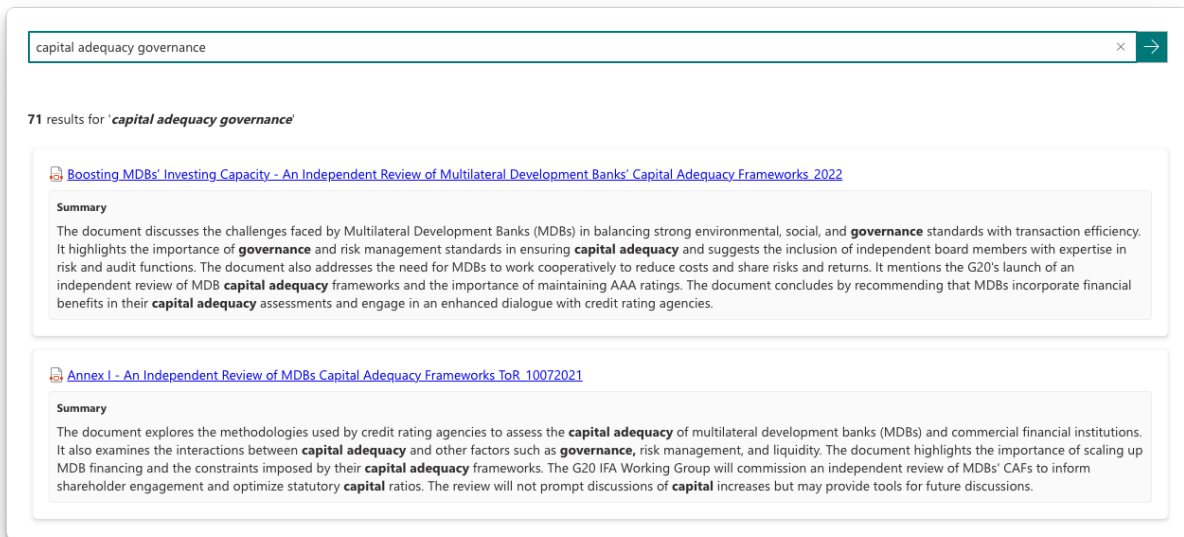 capital adequacy governance
71 results for 'capital adequacy governance'
Boosting MDBs' Investing Capacity - An Independent Review of Multilateral Development Banks' Capital Adequacy Frameworks_2022
Summary
The document discusses the challenges faced by Multilateral Development Banks (MDBs) in balancing strong environmental, social, and governance standards with transaction efficiency.
It highlights the importance of governance and risk management standards in ensuring capital adequacy and suggests the inclusion of independent board members with expertise in
risk and audit functions. The document also addresses the need for MDBs to work cooperatively to reduce costs and share risks and returns. It mentions the G20's launch of an
independent review of MDB capital adequacy frameworks and the importance of maintaining AAA ratings. The document concludes by recommending that MDBs incorporate financial
benefits in their capital adequacy assessments and engage in an enhanced dialogue with credit rating agencies.
Annex I - An Independent Review of MDBs Capital Adequacy Frameworks ToR_10072021
Summary
The document explores the methodologies used by credit rating agencies to assess the capital adequacy of multilateral development banks (MDBs) and commercial financial institutions.
It also examines the interactions between capital adequacy and other factors such as governance, risk management, and liquidity. The document highlights the importance of scaling up
MDB financing and the constraints imposed by their capital adequacy frameworks. The G20 IFA Working Group will commission an independent review of MDBs' CAFs to inform
shareholder engagement and optimize statutory capital ratios. The review will not prompt discussions of capital increases but may provide tools for future discussions.